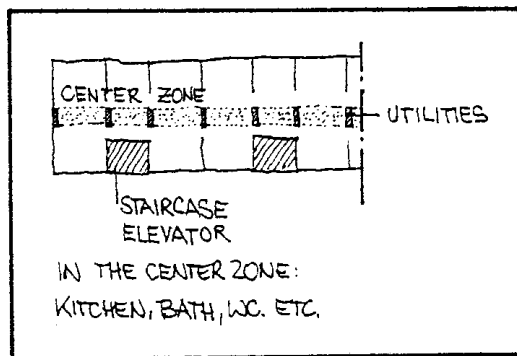 CENTER ZONE
UTILITIES
STAIRCASE
ELEVATOR
IN THE CENTER ZONE:
KITCHEN, BATH, WC. ETC.